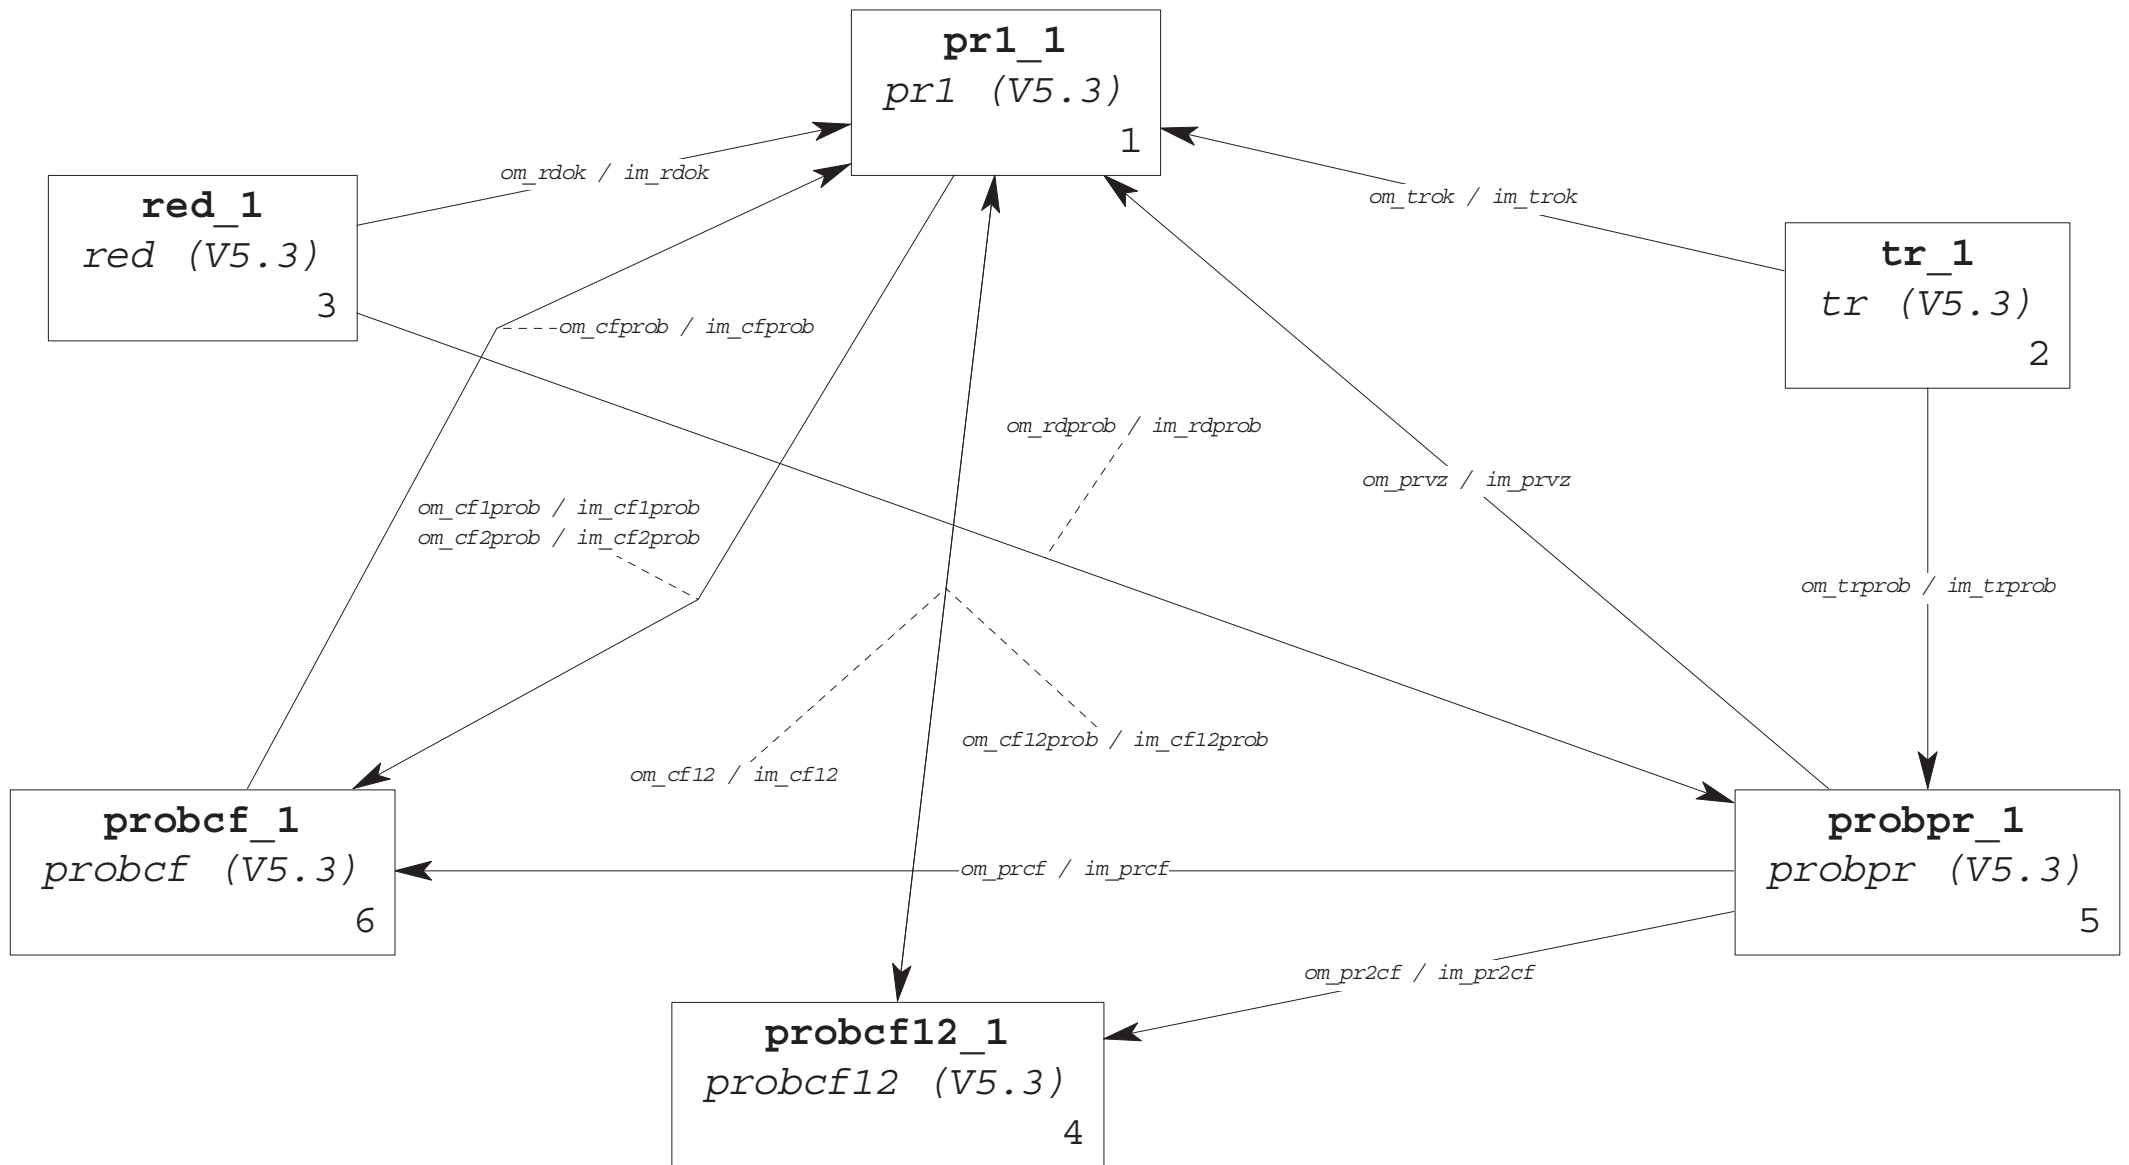 pr1_1
pr1 (V5.3)
1
om_rdok / im_rdok
om_trok / im_trok
red_1
red (V5.3)
3
tr_1
tr (V5.3)
2
om_cfprob / im_cfprob
om_rdprob / im_rdprob
om_prvz / im_prvz
om_cf1prob / im_cf1prob
om_cf2prob / im_cf2prob
om_trprob / im_trprob
om_cf12prob / im_cf12prob
om_cf12 / im_cf12
probcf_1
probcf (V5.3)
6
om_prcf / im_prcf
probpr_1
probpr (V5.3)
5
om_pr2cf / im_pr2cf
probcf12_1
probcf12 (V5.3)
4